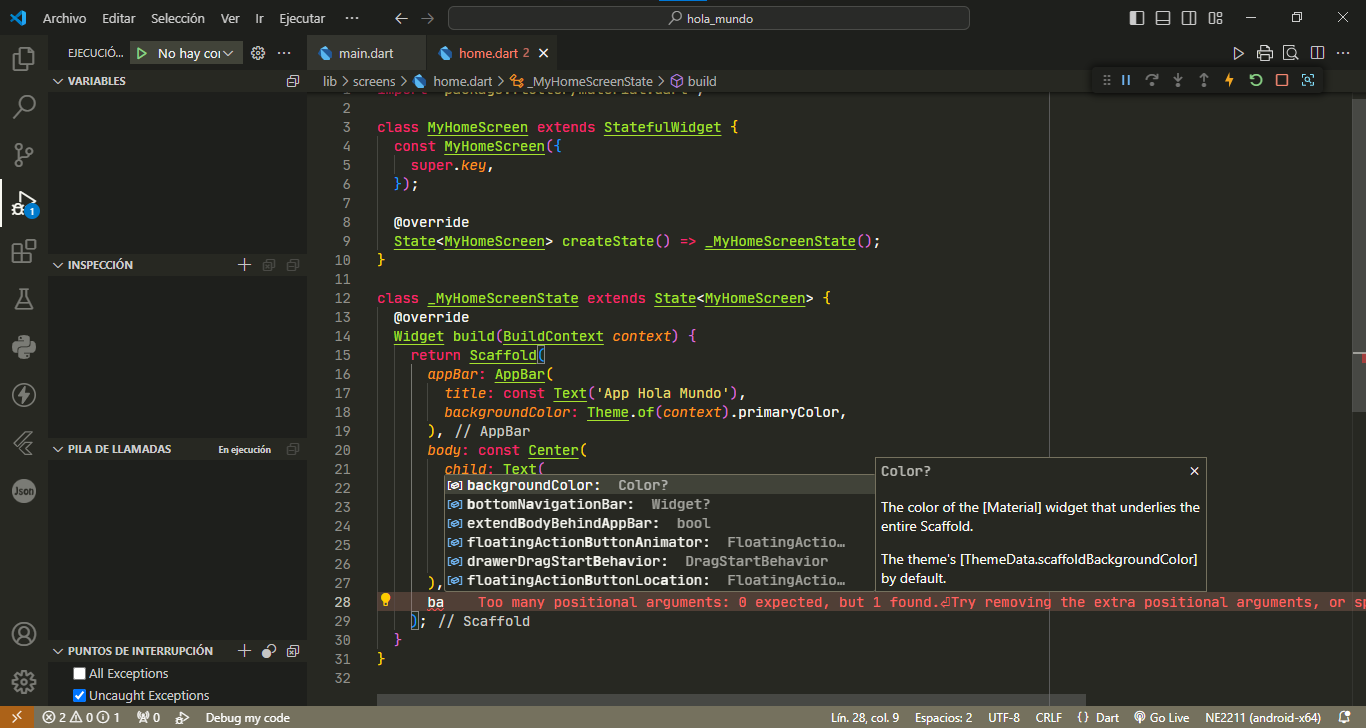 Archivo Editar Selección Ver Ir Ejecutar ··· hola_mundo
EJECUCIÓ... No hay cor ··· main.dart home.dart 2
VARIABLES
INSPECCIÓN
PILA DE LLAMADAS En ejecución
PUNTOS DE INTERRUPCIÓN
All Exceptions
Uncaught Exceptions
1
Json
lib > screens > home.dart > _MyHomeScreenState > build
2
3 class MyHomeScreen extends StatefulWidget {
4 const MyHomeScreen({
5 super.key,
6 });
7
8 @override
9 State<MyHomeScreen> createState() => _MyHomeScreenState();
10 }
11
12 class _MyHomeScreenState extends State<MyHomeScreen> {
13 @override
14 Widget build(BuildContext context) {
15 return Scaffold(
16 appBar: AppBar(
17 title: const Text('App Hola Mundo'),
18 backgroundColor: Theme.of(context).primaryColor,
19 ), // AppBar
20 body: const Center(
21 child: Text(
22
23
24
25
26
27 ),
28 ba Too many positional arguments: 0 expected, but 1 found.⏎Try removing the extra positional arguments, or sp
29 ); // Scaffold
30 }
31 }
32
backgroundColor: Color?
bottomNavigationBar: Widget?
extendBodyBehindAppBar: bool
floatingActionButtonAnimator: FloatingActio…
drawerDragStartBehavior: DragStartBehavior
floatingActionButtonLocation: FloatingActio…
Color?
The color of the [Material] widget that underlies the
entire Scaffold.
The theme's [ThemeData.scaffoldBackgroundColor]
by default.
2 0 1 0 Debug my code Lín. 28, col. 9 Espacios: 2 UTF-8 CRLF {} Dart Go Live NE2211 (android-x64)